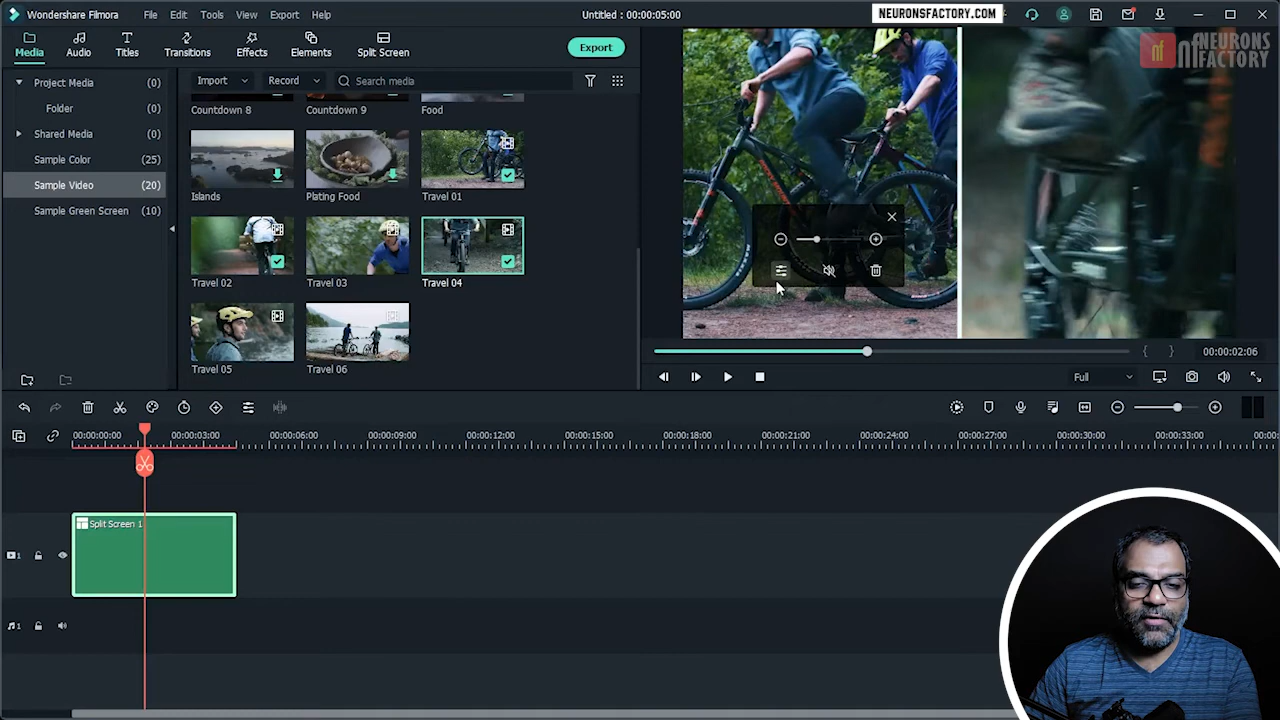 Wondershare Filmora
File
Edit
Tools
View
Export
Help
Untitled : 00:00:05:00
NEURONSFACTORY.COM
Media
Audio
Titles
Transitions
Effects
Elements
Split Screen
Export
nf NEURONS
FACTORY
Project Media (0)
Folder (0)
Shared Media (0)
Sample Color (25)
Sample Video (20)
Sample Green Screen (10)
Import
Record
Search media
Countdown 8
Countdown 9
Food
Islands
Plating Food
Travel 01
Travel 02
Travel 03
Travel 04
Travel 05
Travel 06
{ }
00:00:02:06
Full
00:00:00:00
00:00:03:00
00:00:06:00
00:00:09:00
00:00:12:00
00:00:15:00
00:00:18:00
00:00:21:00
00:00:24:00
00:00:27:00
00:00:30:00
00:00:33:00
Split Screen 1
1
1